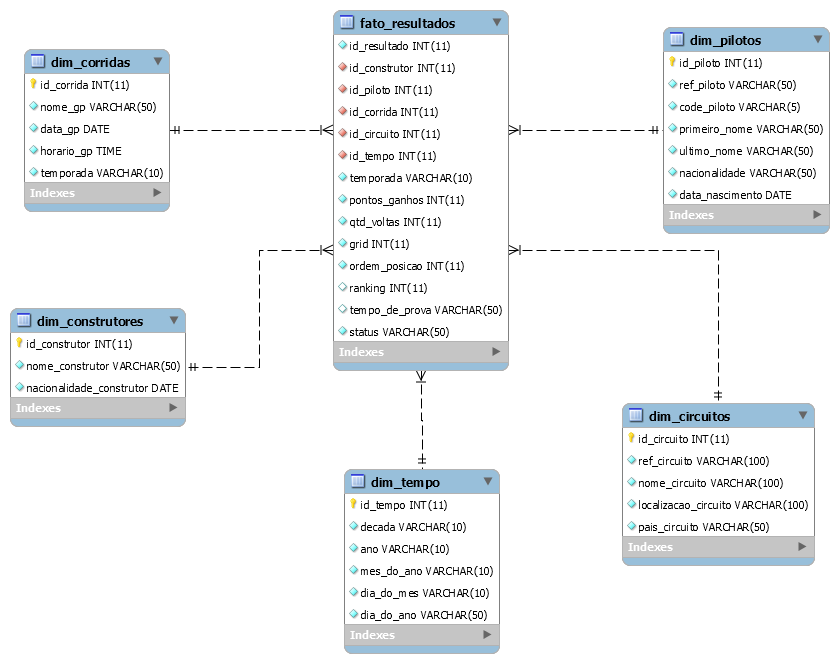 fato_resultados
id_resultado INT(11)
id_construtor INT(11)
id_piloto INT(11)
id_corrida INT(11)
id_circuito INT(11)
id_tempo INT(11)
temporada VARCHAR(10)
pontos_ganhos INT(11)
qtd_voltas INT(11)
grid INT(11)
ordem_posicao INT(11)
ranking INT(11)
tempo_de_prova VARCHAR(50)
status VARCHAR(50)
Indexes
dim_corridas
id_corrida INT(11)
nome_gp VARCHAR(50)
data_gp DATE
horario_gp TIME
temporada VARCHAR(10)
Indexes
dim_pilotos
id_piloto INT(11)
ref_piloto VARCHAR(50)
code_piloto VARCHAR(5)
primeiro_nome VARCHAR(50)
ultimo_nome VARCHAR(50)
nacionalidade VARCHAR(50)
data_nascimento DATE
Indexes
dim_construtores
id_construtor INT(11)
nome_construtor VARCHAR(50)
nacionalidade_construtor DATE
Indexes
dim_tempo
id_tempo INT(11)
decada VARCHAR(10)
ano VARCHAR(10)
mes_do_ano VARCHAR(10)
dia_do_mes VARCHAR(10)
dia_do_ano VARCHAR(50)
Indexes
dim_circuitos
id_circuito INT(11)
ref_circuito VARCHAR(100)
nome_circuito VARCHAR(100)
localizacao_circuito VARCHAR(100)
pais_circuito VARCHAR(50)
Indexes